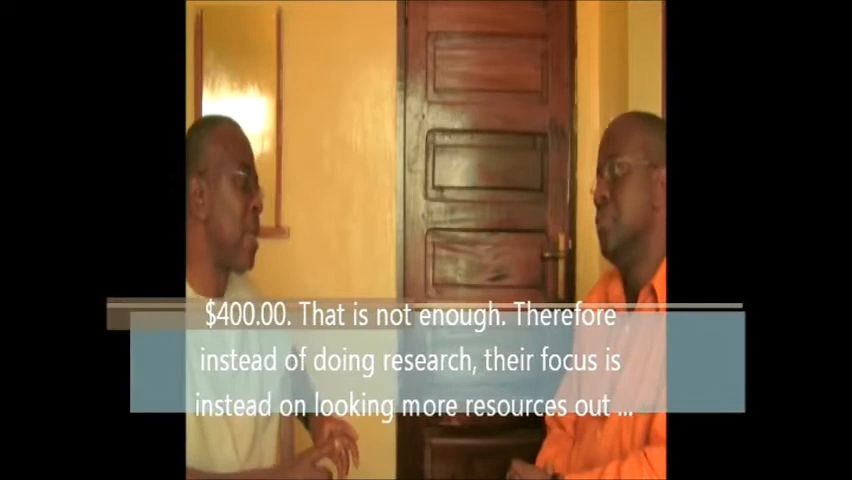 $400.00. That is not enough. Therefore
instead of doing research, their focus is
instead on looking more resources out ...